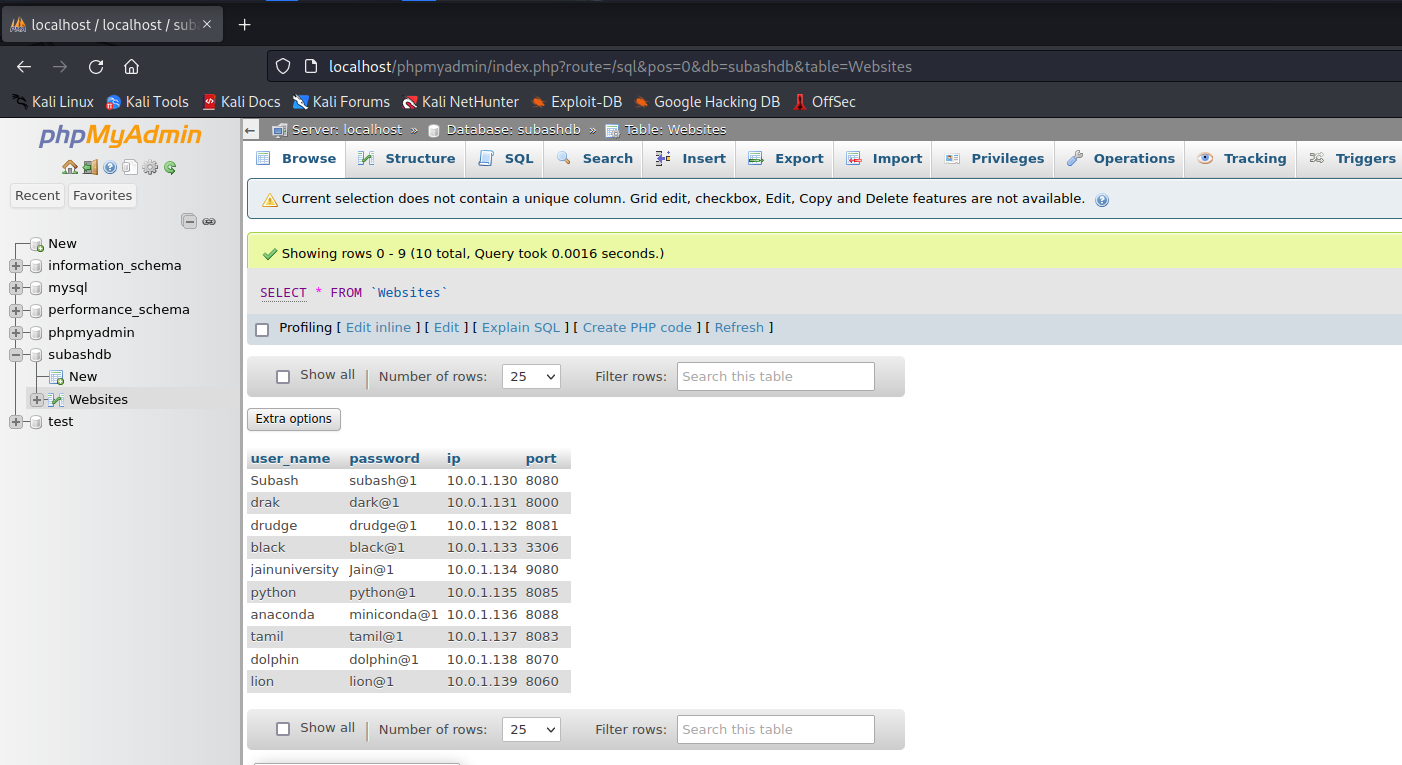 localhost / localhost / sub
localhost/phpmyadmin/index.php?route=/sql&pos=0&db=subashdb&table=Websites
Kali Linux Kali Tools Kali Docs Kali Forums Kali NetHunter Exploit-DB Google Hacking DB OffSec
phpMyAdmin
Recent Favorites
New
information_schema
mysql
performance_schema
phpmyadmin
subashdb
New
Websites
test
Server: localhost » Database: subashdb » Table: Websites
Browse Structure SQL Search Insert Export Import Privileges Operations Tracking Triggers
Current selection does not contain a unique column. Grid edit, checkbox, Edit, Copy and Delete features are not available.
Showing rows 0 - 9 (10 total, Query took 0.0016 seconds.)
SELECT * FROM `Websites`
Profiling [ Edit inline ] [ Edit ] [ Explain SQL ] [ Create PHP code ] [ Refresh ]
Show all | Number of rows: 25 Filter rows: Search this table
Extra options
user_name password ip port
Subash subash@1 10.0.1.130 8080
drak dark@1 10.0.1.131 8000
drudge drudge@1 10.0.1.132 8081
black black@1 10.0.1.133 3306
jainuniversity Jain@1 10.0.1.134 9080
python python@1 10.0.1.135 8085
anaconda miniconda@1 10.0.1.136 8088
tamil tamil@1 10.0.1.137 8083
dolphin dolphin@1 10.0.1.138 8070
lion lion@1 10.0.1.139 8060
Show all | Number of rows: 25 Filter rows: Search this table